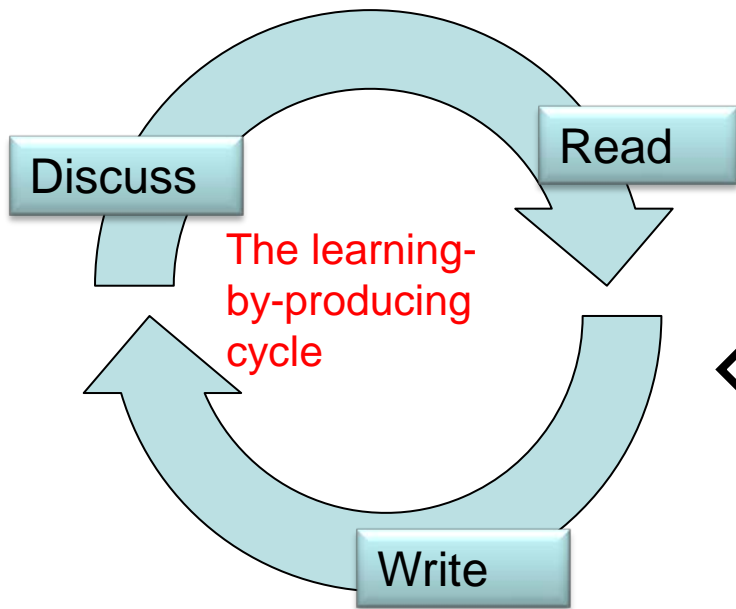 Discuss
Read
The learning-
by-producing
cycle
Write